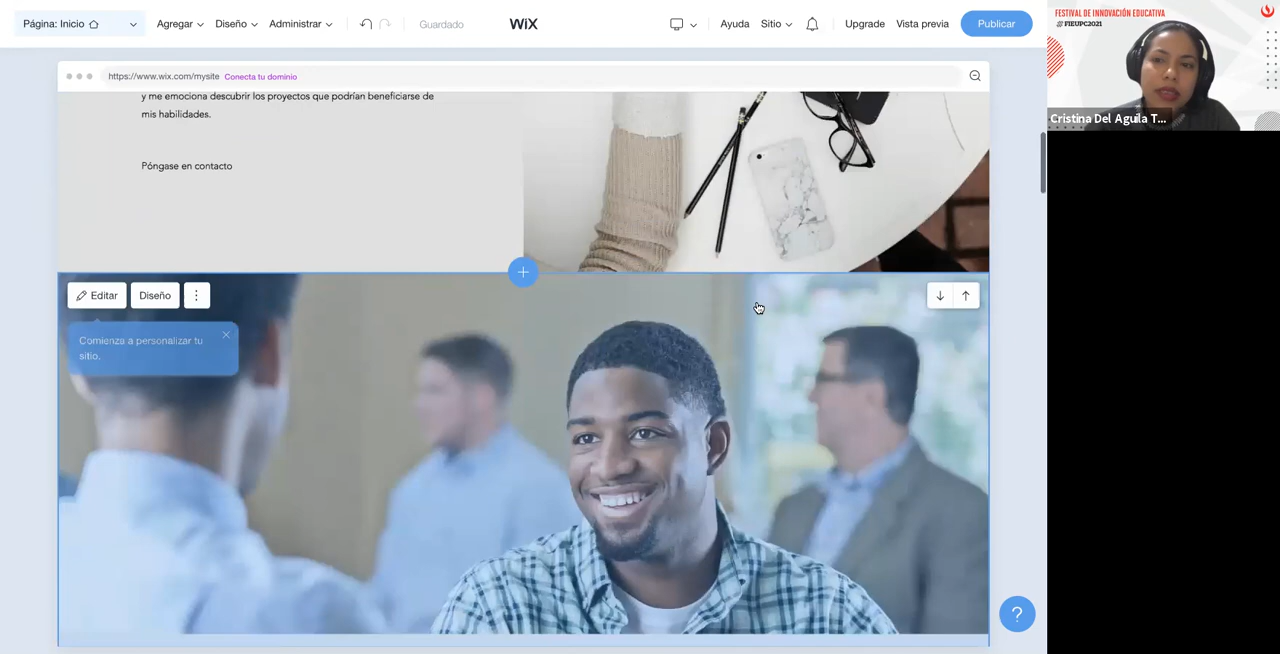 Página: Inicio
Agregar
Diseño
Administrar
Guardado
WiX
Ayuda
Sitio
Upgrade
Vista previa
Publicar
FESTIVAL DE INNOVACIÓN EDUCATIVA
#FIEUPC2021
Cristina Del Aguila T...
https://www.wix.com/mysite Conecta tu dominio
y me emociona descubrir los proyectos que podrían beneficiarse de
mis habilidades.
Póngase en contacto
Editar
Diseño
Comienza a personalizar tu
sitio.
?